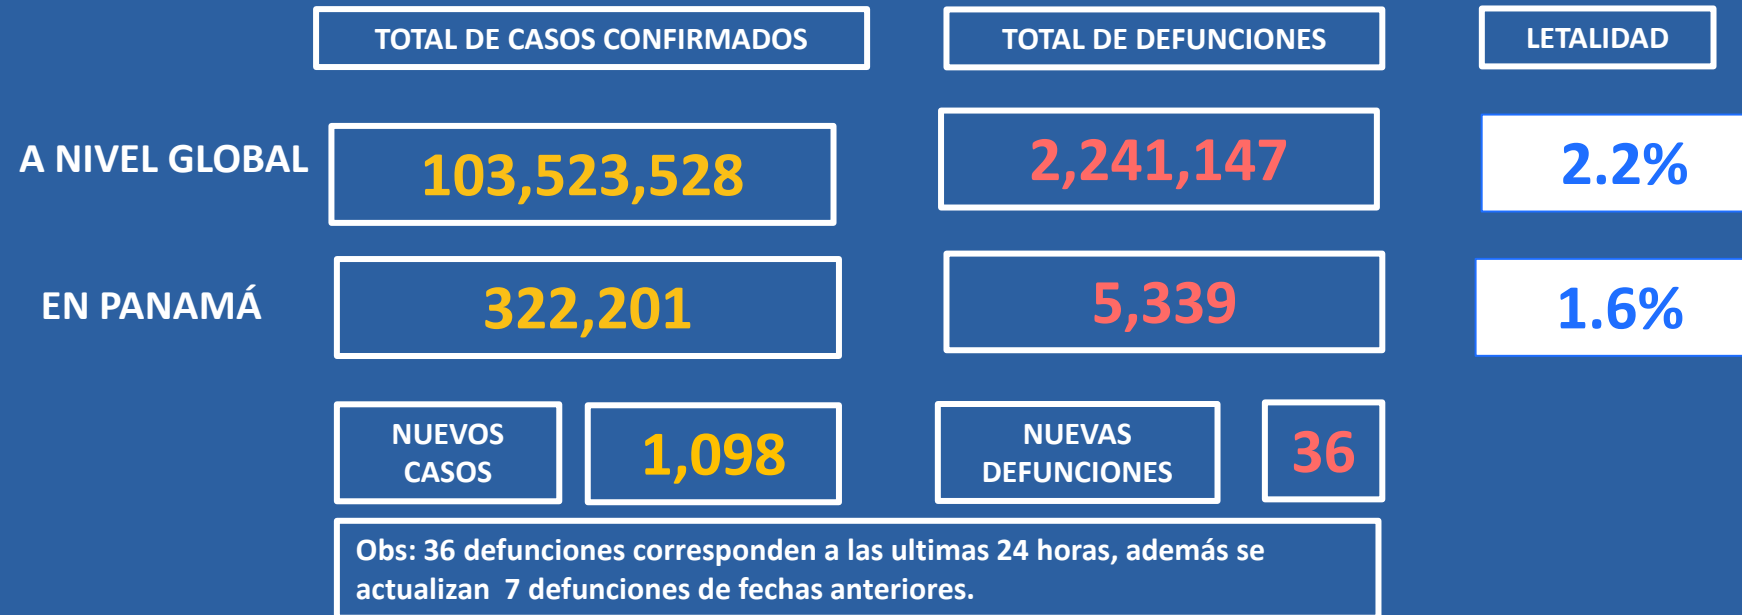 TOTAL DE CASOS CONFIRMADOS
TOTAL DE DEFUNCIONES
LETALIDAD
A NIVEL GLOBAL
103,523,528
2,241,147
2.2%
EN PANAMÁ
322,201
5,339
1.6%
NUEVOS
CASOS
1,098
NUEVAS
DEFUNCIONES
36
Obs: 36 defunciones corresponden a las ultimas 24 horas, además se
actualizan  7 defunciones de fechas anteriores.